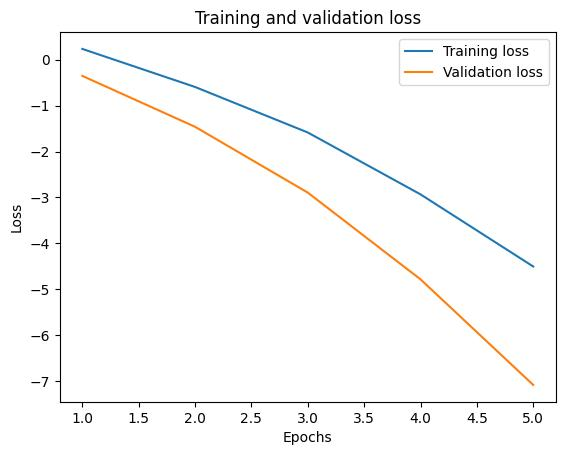 Training and validation loss
Training loss
Validation loss
0
−1
−2
−3
−4
−5
−6
−7
Loss
1.0 1.5 2.0 2.5 3.0 3.5 4.0 4.5 5.0
Epochs